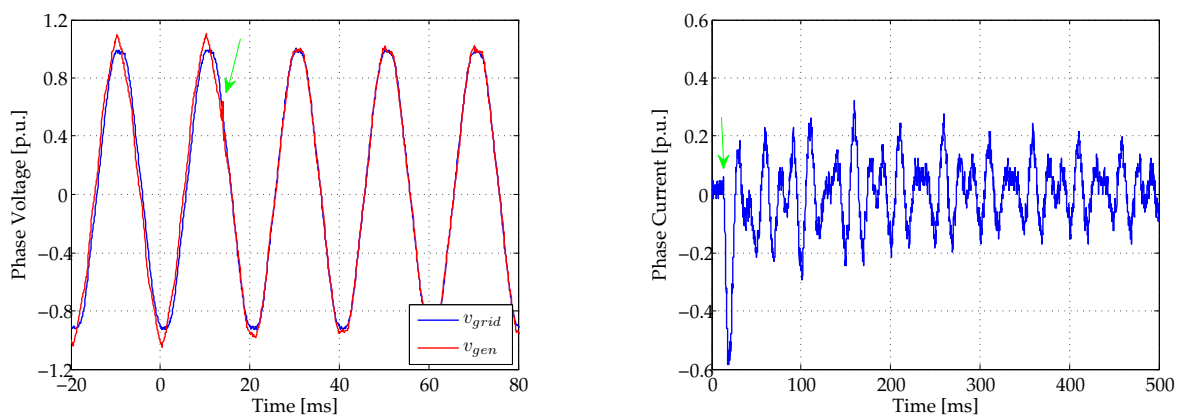 1.2
0.8
0.4
0
−0.4
−0.8
−1.2
−20 0 20 40 60 80
Phase Voltage [p.u.]
Time [ms]
v_grid
v_gen
0.6
0.4
0.2
0
−0.2
−0.4
−0.6
0 100 200 300 400 500
Phase Current [p.u.]
Time [ms]